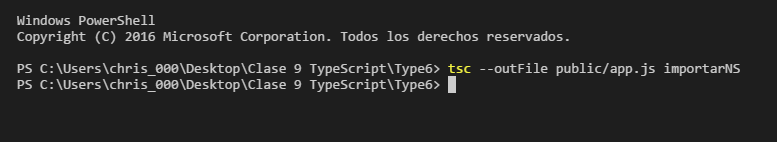 Windows PowerShell
Copyright (C) 2016 Microsoft Corporation. Todos los derechos reservados.
PS C:\Users\chris_000\Desktop\Clase 9 TypeScript\Type6> tsc --outFile public/app.js importarNS
PS C:\Users\chris_000\Desktop\Clase 9 TypeScript\Type6>